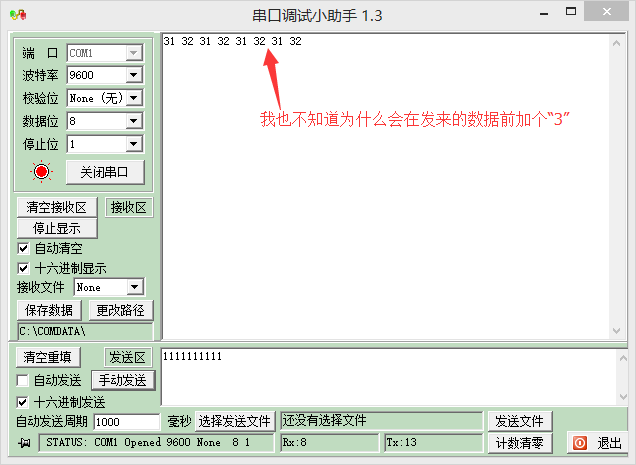 串口调试小助手 1.3
端 口 COM1
波特率 9600
校验位 None (无)
数据位 8
停止位 1
关闭串口
清空接收区 接收区
停止显示
自动清空
十六进制显示
接收文件 None
保存数据 更改路径
C:\COMDATA\
31 32 31 32 31 32 31 32
我也不知道为什么会在发来的数据前加个“3”
清空重填 发送区
自动发送 手动发送
十六进制发送
1111111111
自动发送周期 1000 毫秒 选择发送文件 还没有选择文件 发送文件
STATUS: COM1 Opened 9600 None 8 1 Rx:8 Tx:13 计数清零 退出